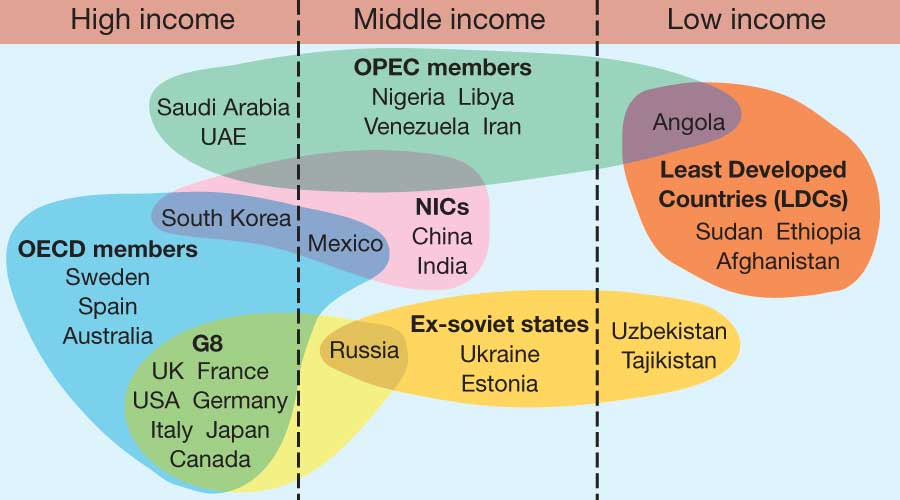 High income
Middle income
Low income
OPEC members
Nigeria Libya
Venezuela Iran
Saudi Arabia
UAE
Angola
Least Developed
Countries (LDCs)
Sudan Ethiopia
Afghanistan
NICs
China
India
South Korea
Mexico
OECD members
Sweden
Spain
Australia
G8
UK France
USA Germany
Italy Japan
Canada
Russia
Ex-soviet states
Ukraine
Estonia
Uzbekistan
Tajikistan